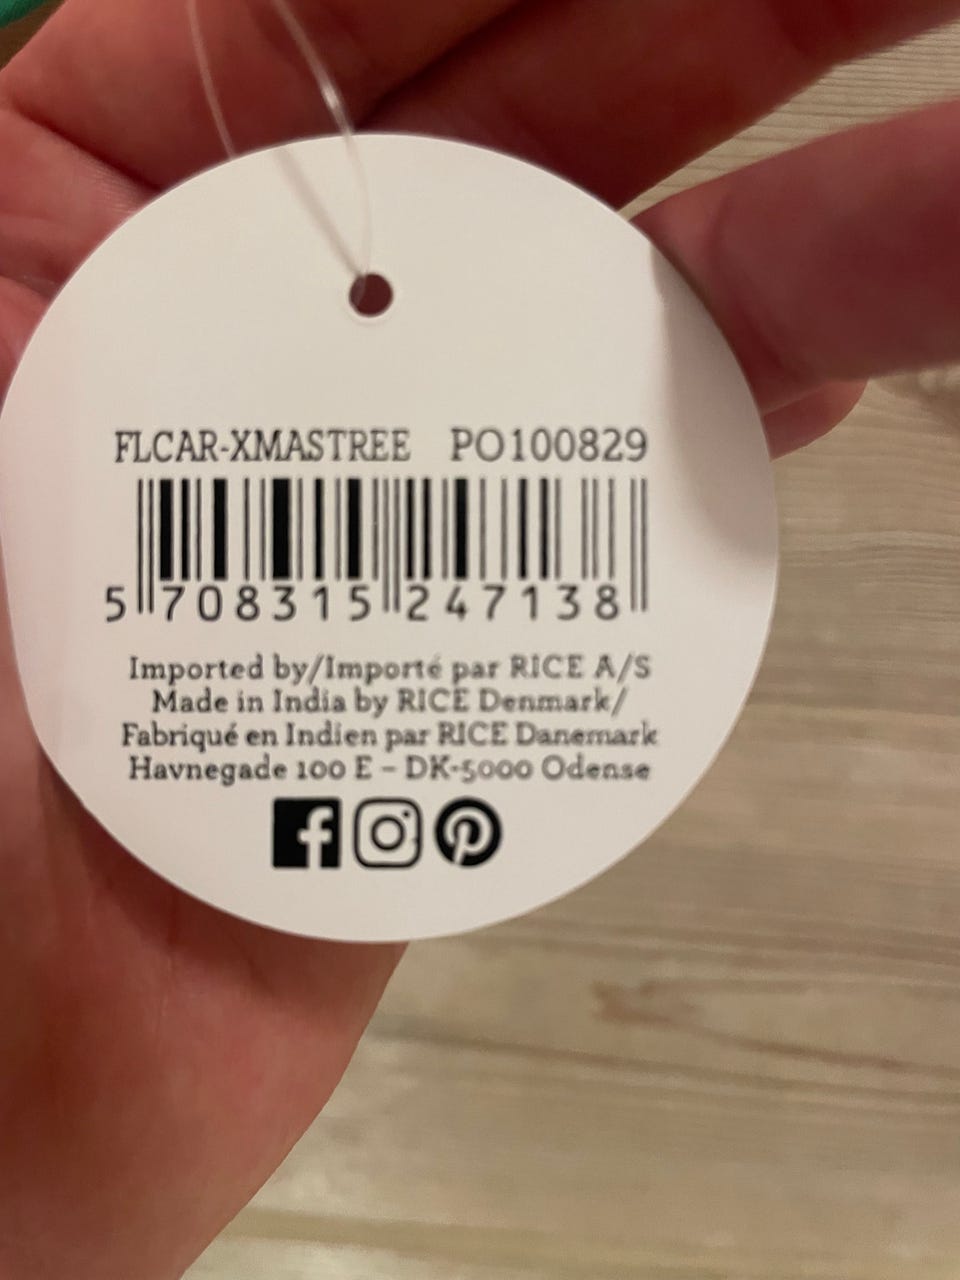 FLCAR-XMASTREE PO100829
5 708315 247138
Imported by/Importé par RICE A/S
Made in India by RICE Denmark/
Fabriqué en Indien par RICE Danemark
Havnegade 100 E – DK-5000 Odense